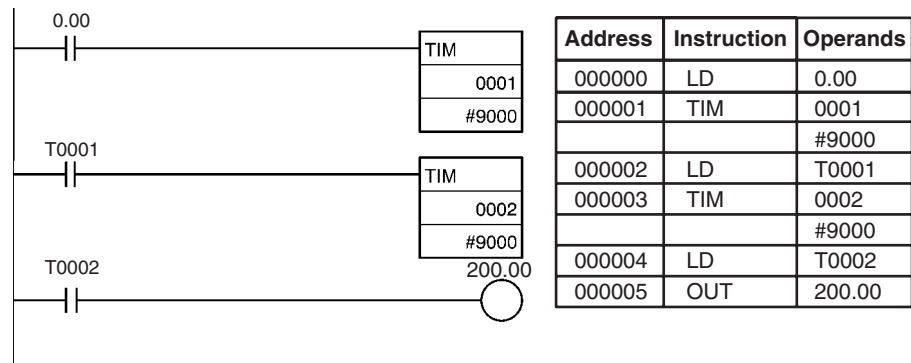 0.00
TIM
0001
#9000
T0001
TIM
0002
#9000
T0002
200.00
Address Instruction Operands
000000 LD 0.00
000001 TIM 0001
#9000
000002 LD T0001
000003 TIM 0002
#9000
000004 LD T0002
000005 OUT 200.00